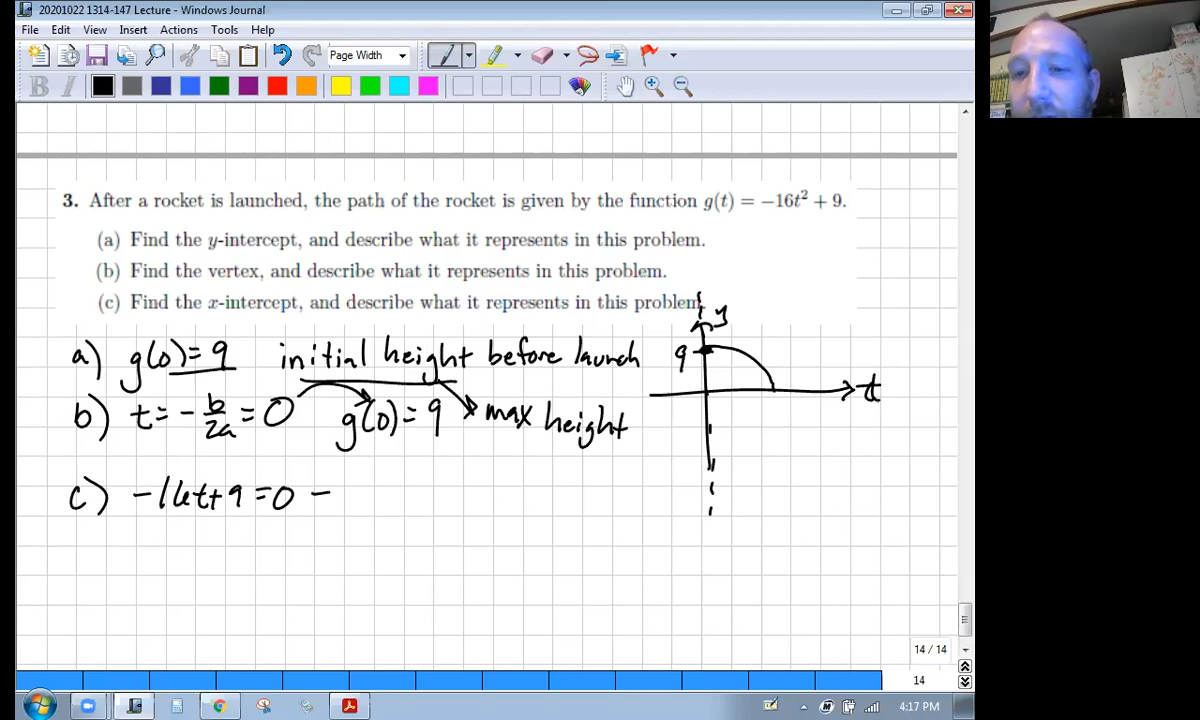 20201022 1314-147 Lecture - Windows Journal
File Edit View Insert Actions Tools Help
Page Width
B I
3. After a rocket is launched, the path of the rocket is given by the function g(t) = −16t² + 9.
(a) Find the y-intercept, and describe what it represents in this problem.
(b) Find the vertex, and describe what it represents in this problem.
(c) Find the x-intercept, and describe what it represents in this problem.
y
a) g(0) = 9 initial height before launch
9
t
b) t = - b/2a = 0 g(0) = 9 max height
c) -16t + 9 = 0 -
14 / 14
14
4:17 PM